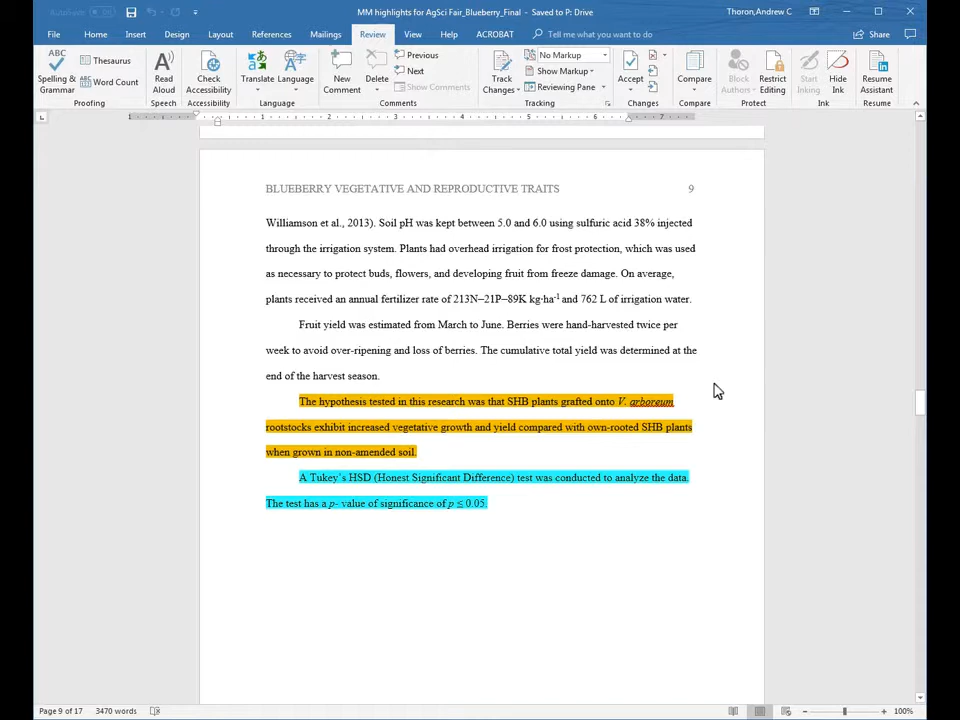 AutoSave Off
MM highlights for AgSci Fair_Blueberry_Final - Saved to P: Drive
Thoron,Andrew C
File Home Insert Design Layout References Mailings Review View Help ACROBAT Tell me what you want to do Share
ABC
Spelling & Grammar
Thesaurus
Word Count
Proofing
Read Aloud
Speech
Check Accessibility
Accessibility
Translate
Language
Language
New Comment
Delete
Previous
Next
Show Comments
Comments
Track Changes
No Markup
Show Markup
Reviewing Pane
Tracking
Accept
Changes
Compare
Compare
Block Authors
Restrict Editing
Protect
Start Inking
Hide Ink
Ink
Resume Assistant
Resume
1 1 2 3 4 5 6 7
BLUEBERRY VEGETATIVE AND REPRODUCTIVE TRAITS 9
Williamson et al., 2013). Soil pH was kept between 5.0 and 6.0 using sulfuric acid 38% injected
through the irrigation system. Plants had overhead irrigation for frost protection, which was used
as necessary to protect buds, flowers, and developing fruit from freeze damage. On average,
plants received an annual fertilizer rate of 213N–21P–89K kg·ha-1 and 762 L of irrigation water.
Fruit yield was estimated from March to June. Berries were hand-harvested twice per
week to avoid over-ripening and loss of berries. The cumulative total yield was determined at the
end of the harvest season.
The hypothesis tested in this research was that SHB plants grafted onto V. arboreum
rootstocks exhibit increased vegetative growth and yield compared with own-rooted SHB plants
when grown in non-amended soil.
A Tukey’s HSD (Honest Significant Difference) test was conducted to analyze the data.
The test has a p- value of significance of p ≤ 0.05.
Page 9 of 17 3470 words
100%